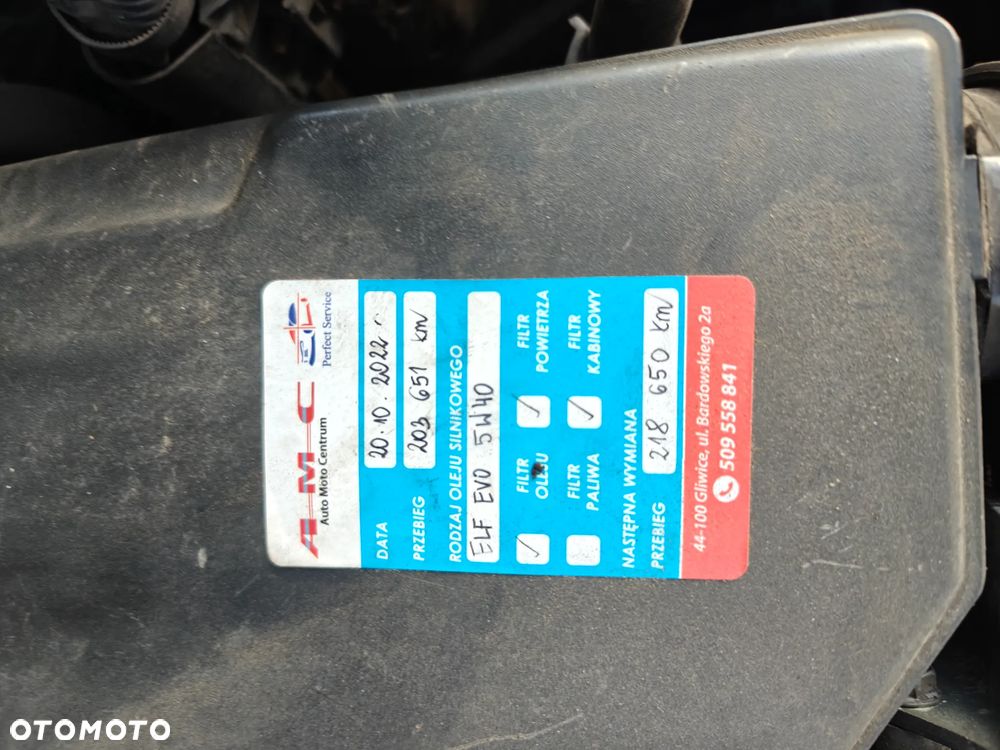 A-M-C
Auto Moto Centrum
Perfect Service
DATA 20.10.2022 r
PRZEBIEG 203 651 km
RODZAJ OLEJU SILNIKOWEGO
ELF EVO 5W40
✓ FILTR OLEJU ✓ FILTR POWIETRZA
FILTR PALIWA ✓ FILTR KABINOWY
NASTĘPNA WYMIANA
PRZEBIEG 218 650 km
44-100 Gliwice, ul. Bardowskiego 2a
509 558 841
OTOMOTO